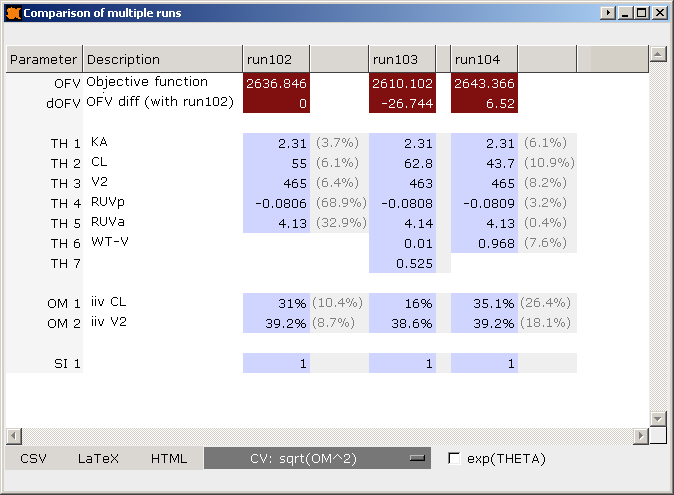 Comparison of multiple runs
Parameter Description run102 run103 run104
OFV Objective function 2636.846 2610.102 2643.366
dOFV OFV diff (with run102) 0 -26.744 6.52
TH 1 KA 2.31 (3.7%) 2.31 2.31 (6.1%)
TH 2 CL 55 (6.1%) 62.8 43.7 (10.9%)
TH 3 V2 465 (6.4%) 463 465 (8.2%)
TH 4 RUVp -0.0806 (68.9%) -0.0808 -0.0809 (3.2%)
TH 5 RUVa 4.13 (32.9%) 4.14 4.13 (0.4%)
TH 6 WT-V 0.01 0.968 (7.6%)
TH 7 0.525
OM 1 iiv CL 31% (10.4%) 16% 35.1% (26.4%)
OM 2 iiv V2 39.2% (8.7%) 38.6% 39.2% (18.1%)
SI 1 1 1 1
CSV LaTeX HTML CV: sqrt(OM^2) exp(THETA)